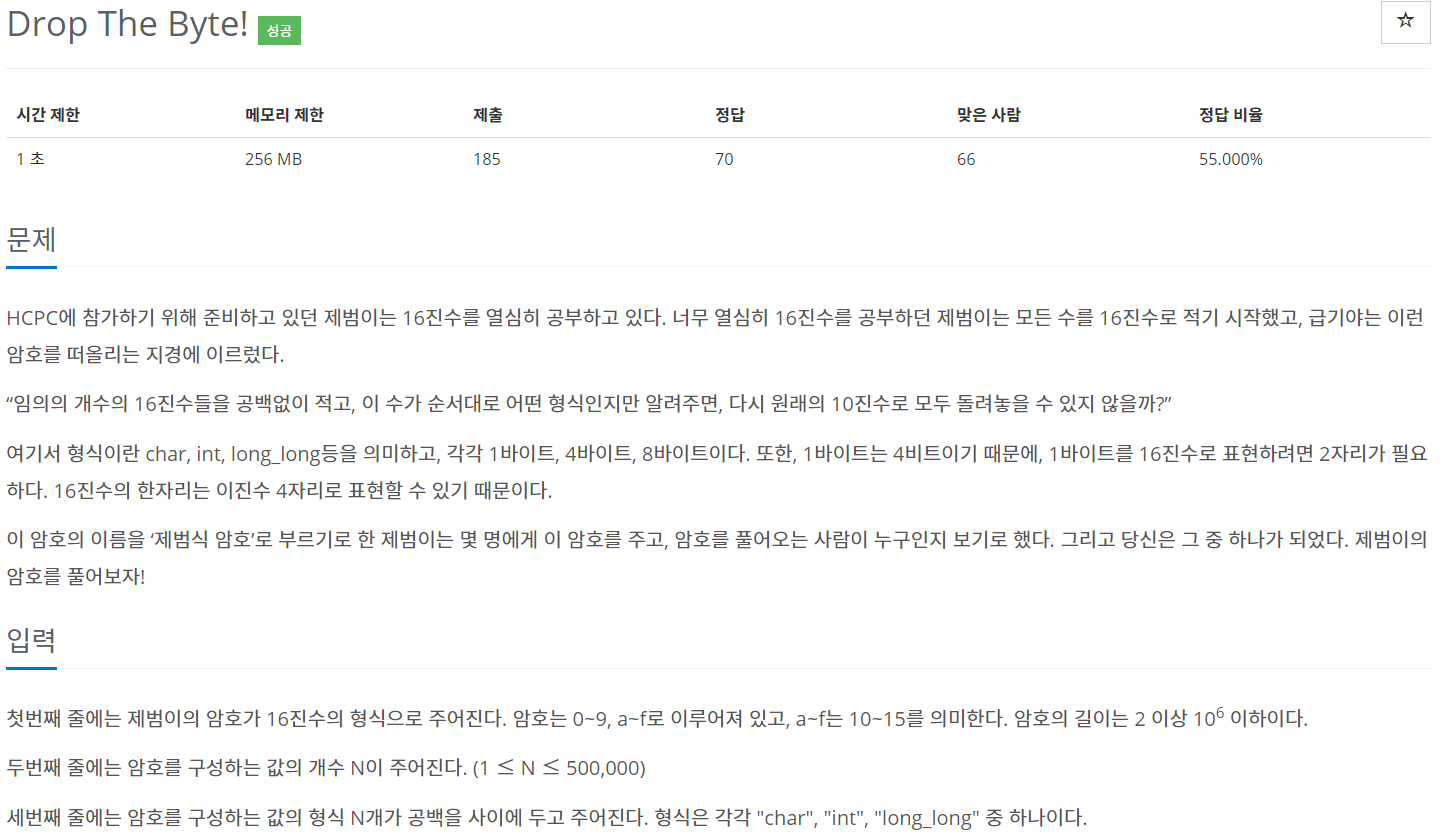 Drop The Byte! 성공
☆
시간 제한 메모리 제한 제출 정답 맞은 사람 정답 비율
1 초 256 MB 185 70 66 55.000%
문제
HCPC에 참가하기 위해 준비하고 있던 제범이는 16진수를 열심히 공부하고 있다. 너무 열심히 16진수를 공부하던 제범이는 모든 수를 16진수로 적기 시작했고, 급기야는 이런
암호를 떠올리는 지경에 이르렀다.
“임의의 개수의 16진수들을 공백없이 적고, 이 수가 순서대로 어떤 형식인지만 알려주면, 다시 원래의 10진수로 모두 돌려놓을 수 있지 않을까?”
여기서 형식이란 char, int, long_long등을 의미하고, 각각 1바이트, 4바이트, 8바이트이다. 또한, 1바이트는 4비트이기 때문에, 1바이트를 16진수로 표현하려면 2자리가 필요
하다. 16진수의 한자리는 이진수 4자리로 표현할 수 있기 때문이다.
이 암호의 이름을 ‘제범식 암호’로 부르기로 한 제범이는 몇 명에게 이 암호를 주고, 암호를 풀어오는 사람이 누구인지 보기로 했다. 그리고 당신은 그 중 하나가 되었다. 제범이의
암호를 풀어보자!
입력
첫번째 줄에는 제범이의 암호가 16진수의 형식으로 주어진다. 암호는 0~9, a~f로 이루어져 있고, a~f는 10~15를 의미한다. 암호의 길이는 2 이상 10⁶ 이하이다.
두번째 줄에는 암호를 구성하는 값의 개수 N이 주어진다. (1 ≤ N ≤ 500,000)
세번째 줄에는 암호를 구성하는 값의 형식 N개가 공백을 사이에 두고 주어진다. 형식은 각각 "char", "int", "long_long" 중 하나이다.